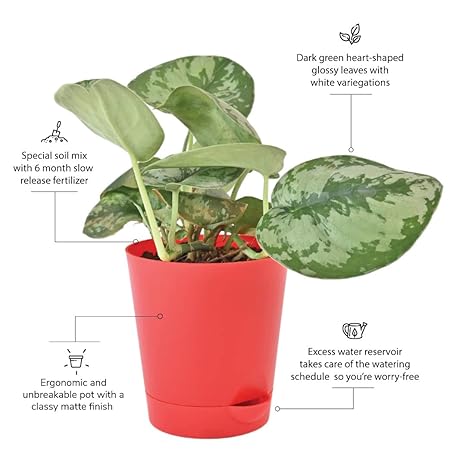 Dark green heart-shaped
glossy leaves with
white variegations
Special soil mix
with 6 month slow
release fertilizer
Excess water reservoir
takes care of the watering
schedule so you're worry-free
Ergonomic and
unbreakable pot with a
classy matte finish